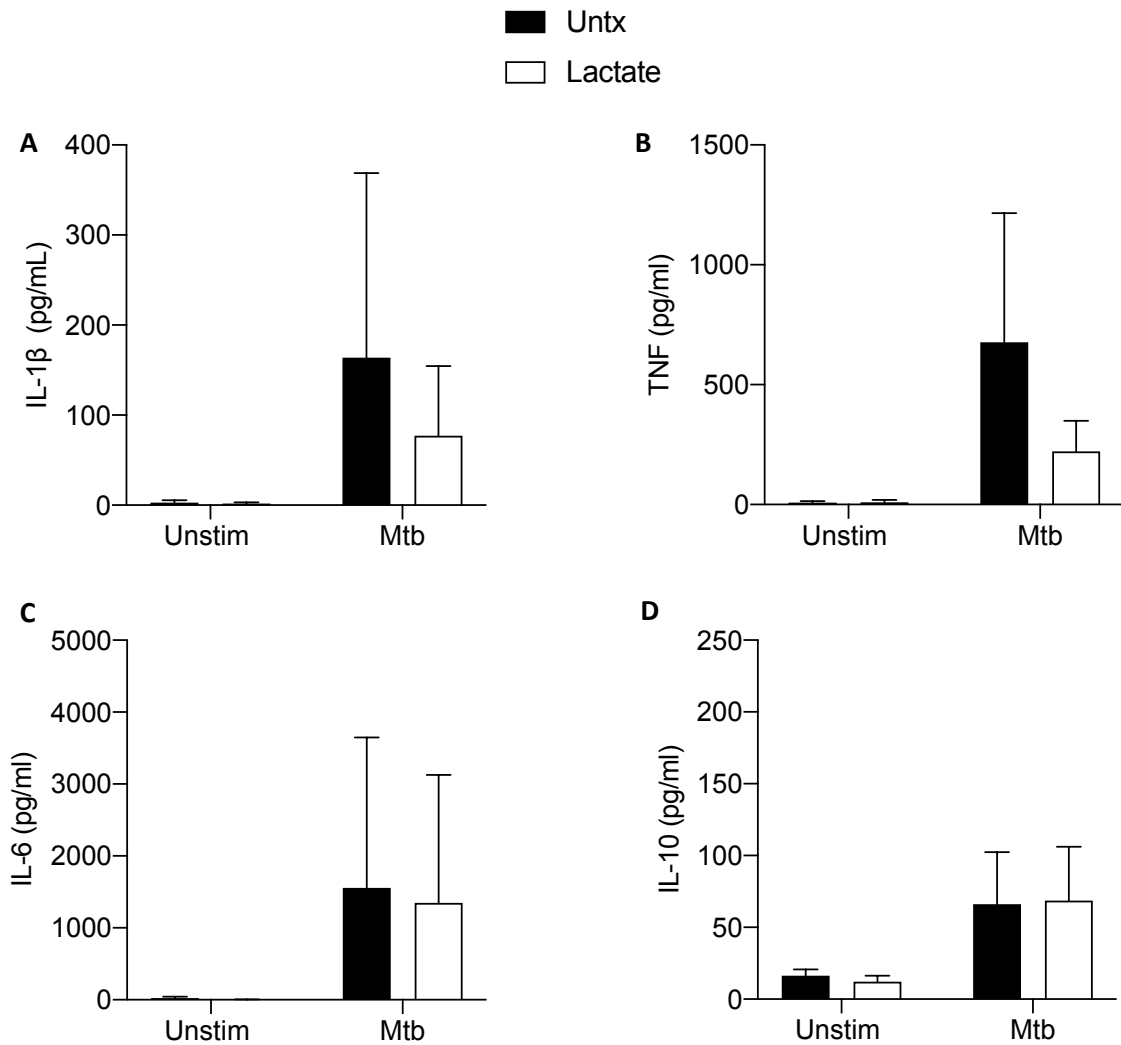 Untx
Lactate
A
400
300
200
100
0
IL-1β (pg/mL)
Unstim Mtb
B
1500
1000
500
0
TNF (pg/ml)
Unstim Mtb
C
5000
4000
3000
2000
1000
0
IL-6 (pg/ml)
Unstim Mtb
D
250
200
150
100
50
0
IL-10 (pg/ml)
Unstim Mtb